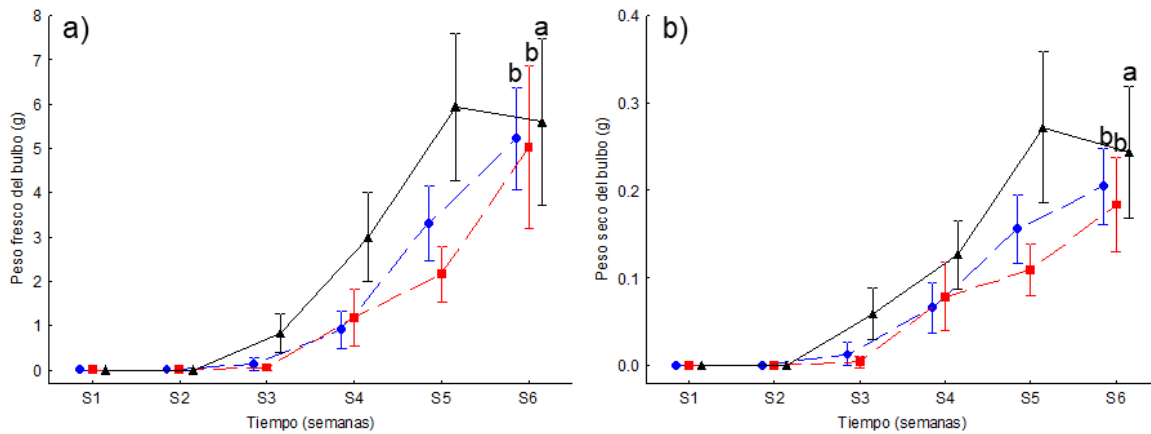 a)
Peso fresco del bulbo (g)
8
7
6
5
4
3
2
1
0
b
b
a
S1 S2 S3 S4 S5 S6
Tiempo (semanas)
b)
Peso seco del bulbo (g)
0.4
0.3
0.2
0.1
0.0
b
b
a
S1 S2 S3 S4 S5 S6
Tiempo (semanas)